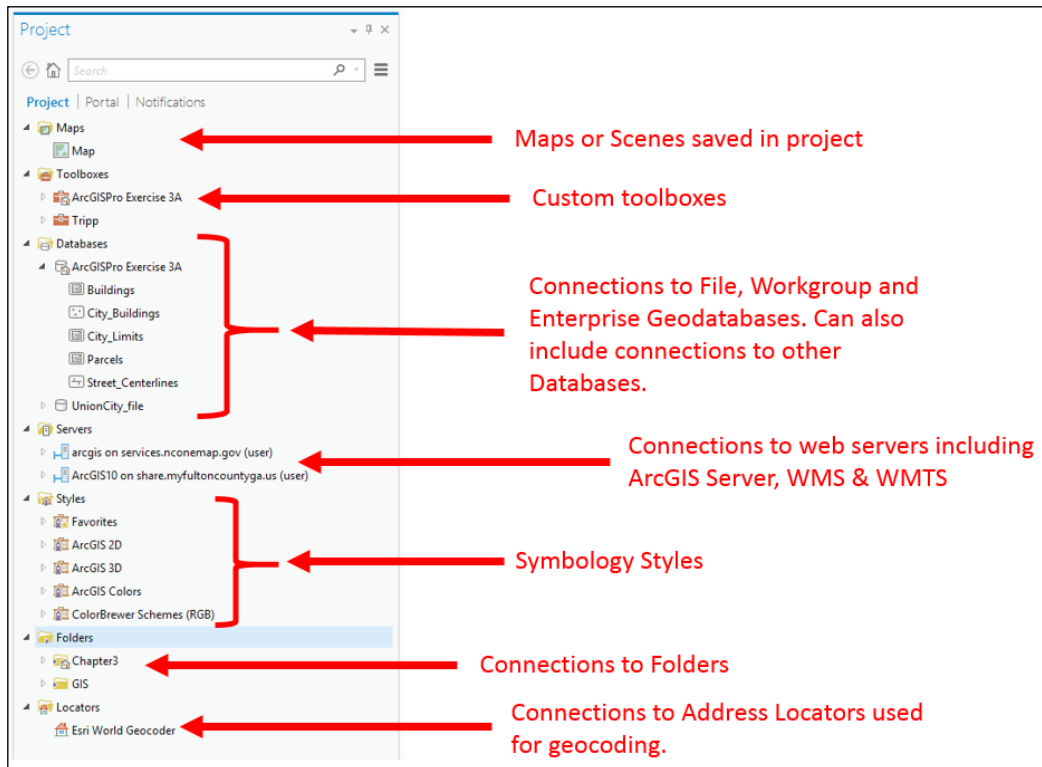 Project
Search
Project | Portal | Notifications
Maps
Maps or Scenes saved in project
Map
Toolboxes
ArcGISPro Exercise 3A
Custom toolboxes
Tripp
Databases
ArcGISPro Exercise 3A
Buildings
City_Buildings
City_Limits
Parcels
Street_Centerlines
UnionCity_file
Connections to File, Workgroup and
Enterprise Geodatabases. Can also
include connections to other
Databases.
Servers
arcgis on services.nconemap.gov (user)
ArcGIS10 on share.myfultoncountyga.us (user)
Connections to web servers including
ArcGIS Server, WMS & WMTS
Styles
Favorites
ArcGIS 2D
ArcGIS 3D
ArcGIS Colors
ColorBrewer Schemes (RGB)
Symbology Styles
Folders
Chapter3
GIS
Connections to Folders
Locators
Esri World Geocoder
Connections to Address Locators used
for geocoding.